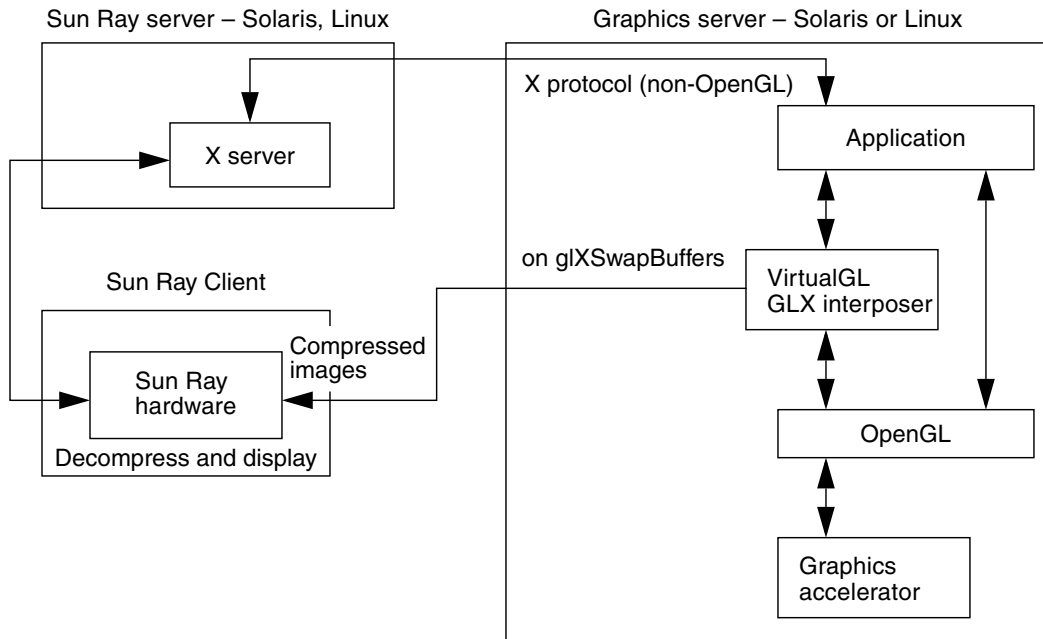 Sun Ray server – Solaris, Linux
Graphics server – Solaris or Linux
X protocol (non-OpenGL)
X server
Application
on glXSwapBuffers
VirtualGL
GLX interposer
Sun Ray Client
Compressed
images
Sun Ray
hardware
Decompress and display
OpenGL
Graphics
accelerator